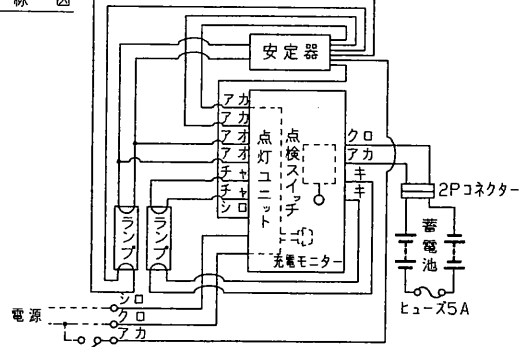 安定器
アカ
アカ
アオ
アオ
チャ
チャ
シロ
点灯ユニット
点検スイッチ
クロ
アカ
キ
キ
2Pコネクター
ランプ
ランプ
充電モニター
蓄電池
ヒューズ5A
電源
シロ
クロ
アカ